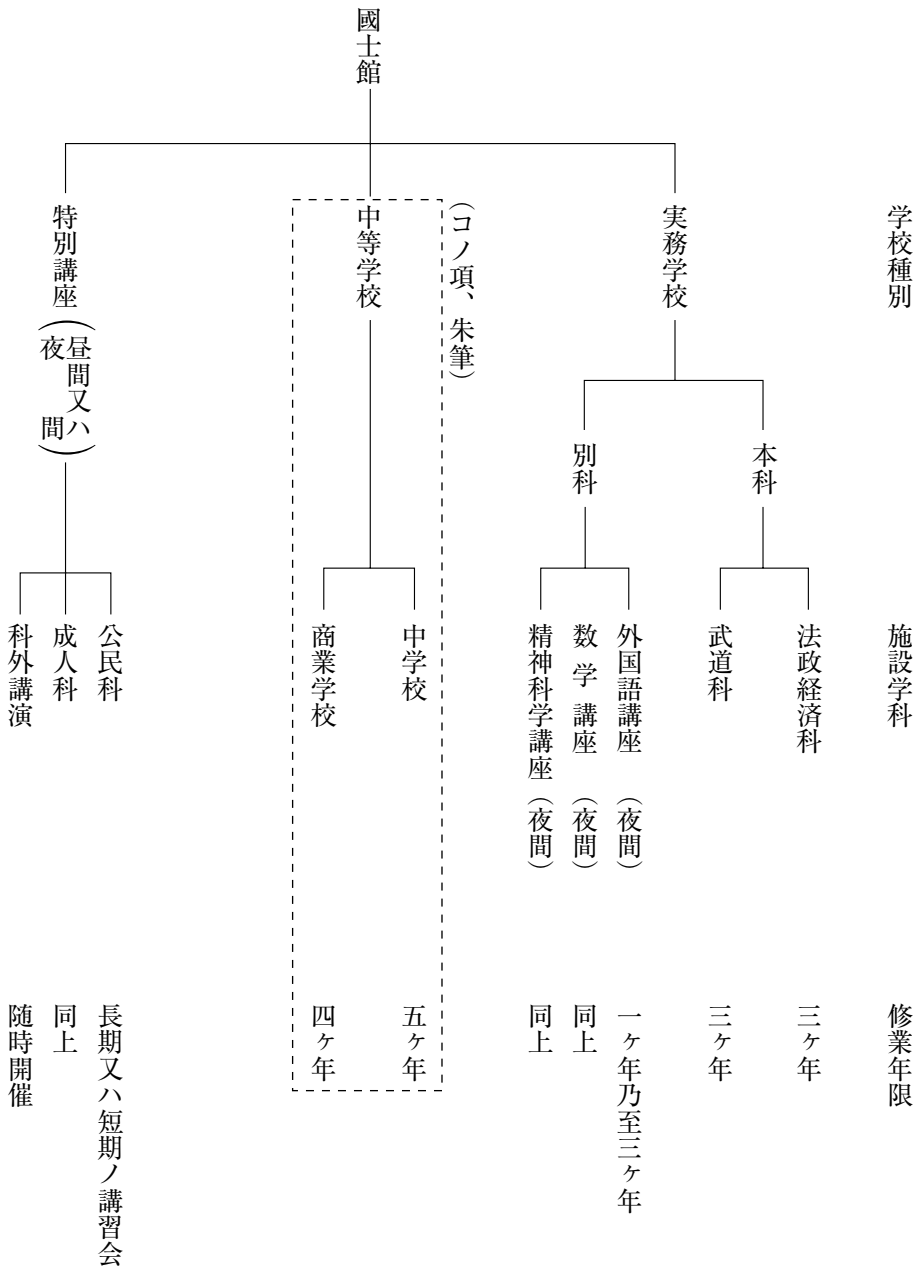 学校種別
施設学科
修業年限
國士館
実務学校
本科
法政経済科
三ヶ年
武道科
三ヶ年
別科
外国語講座（夜間）
一ヶ年乃至三ヶ年
数学講座（夜間）
同上
精神科学講座（夜間）
同上
（コノ項、朱筆）
中等学校
中学校
五ヶ年
商業学校
四ヶ年
特別講座（昼間又ハ夜間）
公民科
長期又ハ短期ノ講習会
成人科
同上
科外講演
随時開催